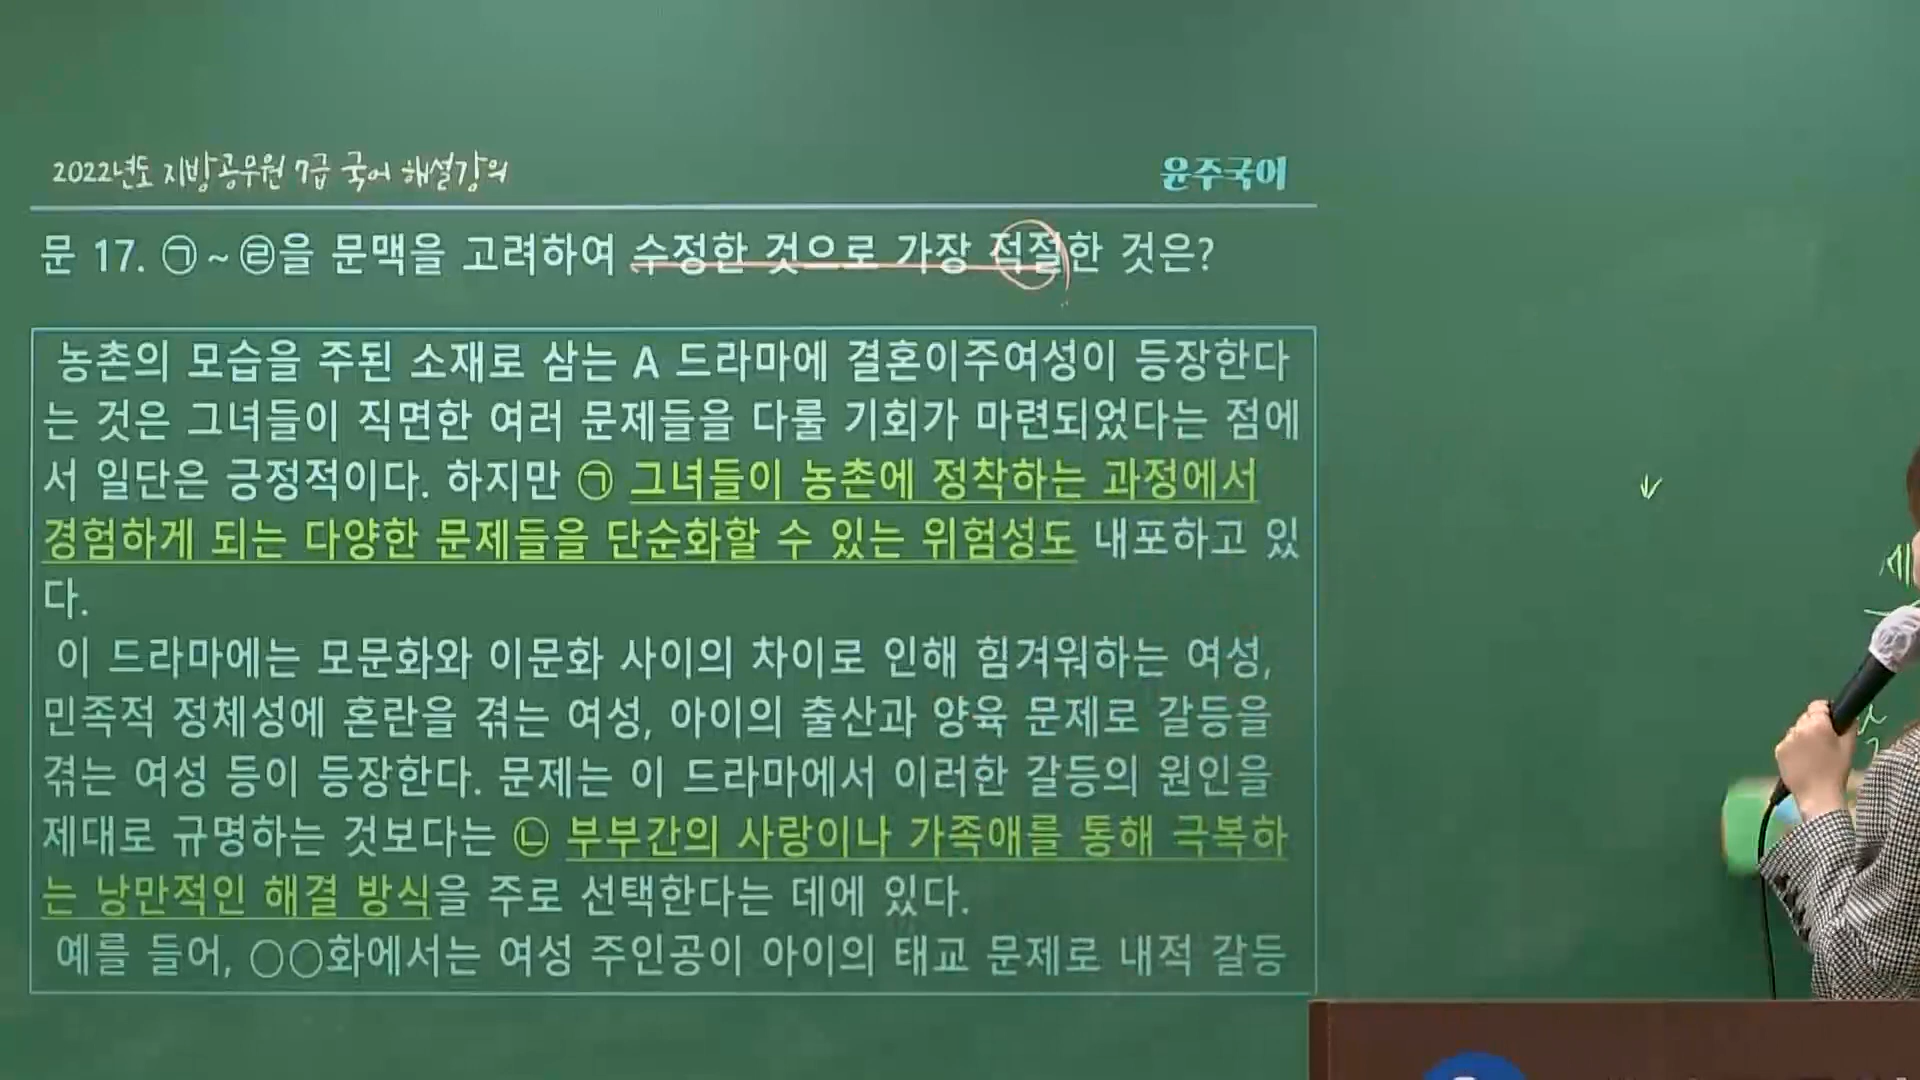 2022년도 지방공무원 7급 국어 해설강의
윤주국어
문 17. ㉠~㉣을 문맥을 고려하여 수정한 것으로 가장 적절한 것은?
농촌의 모습을 주된 소재로 삼는 A 드라마에 결혼이주여성이 등장한다
는 것은 그녀들이 직면한 여러 문제들을 다룰 기회가 마련되었다는 점에
서 일단은 긍정적이다. 하지만 ㉠ 그녀들이 농촌에 정착하는 과정에서
경험하게 되는 다양한 문제들을 단순화할 수 있는 위험성도 내포하고 있
다.
이 드라마에는 모문화와 이문화 사이의 차이로 인해 힘겨워하는 여성,
민족적 정체성에 혼란을 겪는 여성, 아이의 출산과 양육 문제로 갈등을
겪는 여성 등이 등장한다. 문제는 이 드라마에서 이러한 갈등의 원인을
제대로 규명하는 것보다는 ㉡ 부부간의 사랑이나 가족애를 통해 극복하
는 낭만적인 해결 방식을 주로 선택한다는 데에 있다.
예를 들어, ○○화에서는 여성 주인공이 아이의 태교 문제로 내적 갈등